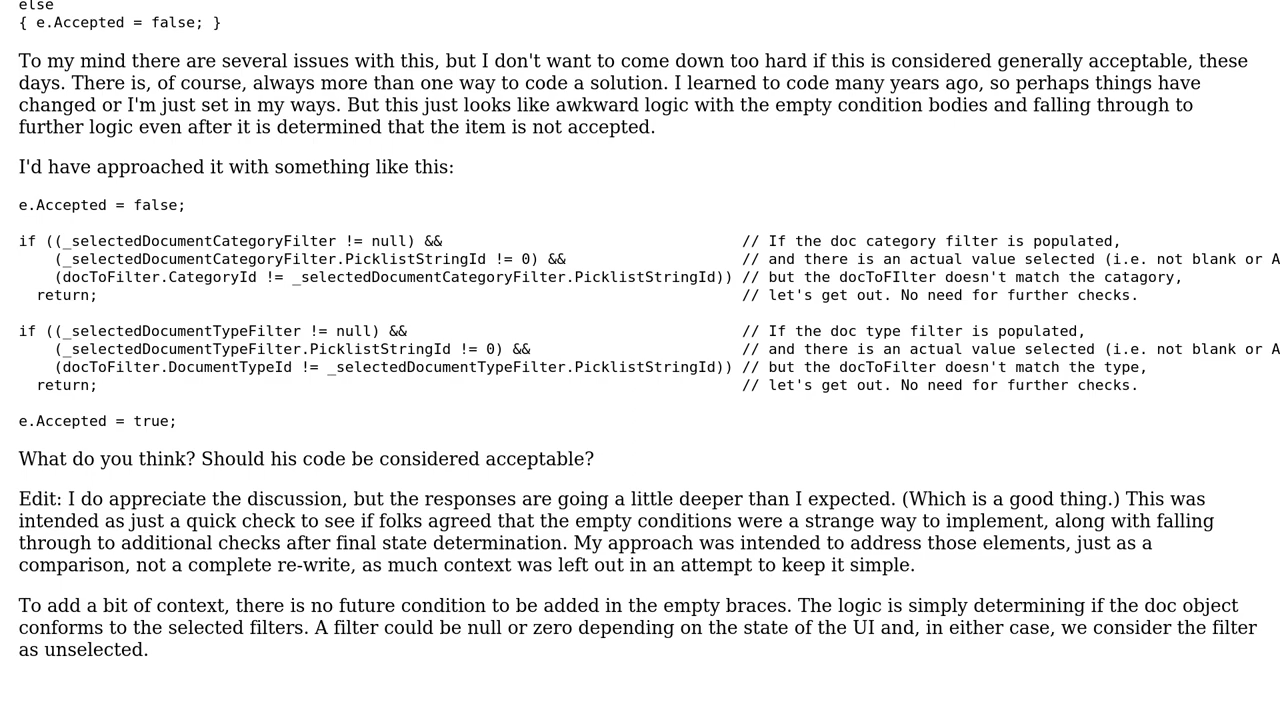 else
{ e.Accepted = false; }
To my mind there are several issues with this, but I don't want to come down too hard if this is considered generally acceptable, these
days. There is, of course, always more than one way to code a solution. I learned to code many years ago, so perhaps things have
changed or I'm just set in my ways. But this just looks like awkward logic with the empty condition bodies and falling through to
further logic even after it is determined that the item is not accepted.
I'd have approached it with something like this:
e.Accepted = false;
if ((_selectedDocumentCategoryFilter != null) && // If the doc category filter is populated,
(_selectedDocumentCategoryFilter.PicklistStringId != 0) && // and there is an actual value selected (i.e. not blank or A
(docToFilter.CategoryId != _selectedDocumentCategoryFilter.PicklistStringId)) // but the docToFIlter doesn't match the catagory,
return; // let's get out. No need for further checks.
if ((_selectedDocumentTypeFilter != null) && // If the doc type filter is populated,
(_selectedDocumentTypeFilter.PicklistStringId != 0) && // and there is an actual value selected (i.e. not blank or A
(docToFilter.DocumentTypeId != _selectedDocumentTypeFilter.PicklistStringId)) // but the docToFilter doesn't match the type,
return; // let's get out. No need for further checks.
e.Accepted = true;
What do you think? Should his code be considered acceptable?
Edit: I do appreciate the discussion, but the responses are going a little deeper than I expected. (Which is a good thing.) This was
intended as just a quick check to see if folks agreed that the empty conditions were a strange way to implement, along with falling
through to additional checks after final state determination. My approach was intended to address those elements, just as a
comparison, not a complete re-write, as much context was left out in an attempt to keep it simple.
To add a bit of context, there is no future condition to be added in the empty braces. The logic is simply determining if the doc object
conforms to the selected filters. A filter could be null or zero depending on the state of the UI and, in either case, we consider the filter
as unselected.